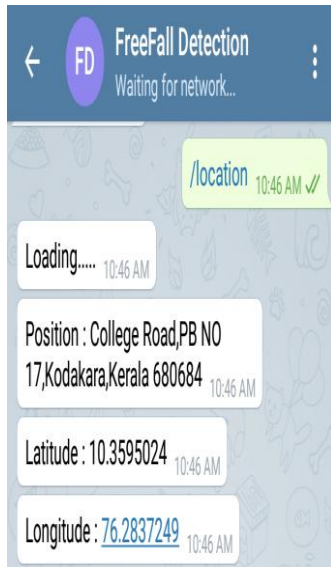 FD
FreeFall Detection
Waiting for network...
/location 10:46 AM
Loading..... 10:46 AM
Position : College Road,PB NO
17,Kodakara,Kerala 680684 10:46 AM
Latitude : 10.3595024 10:46 AM
Longitude : 76.2837249 10:46 AM